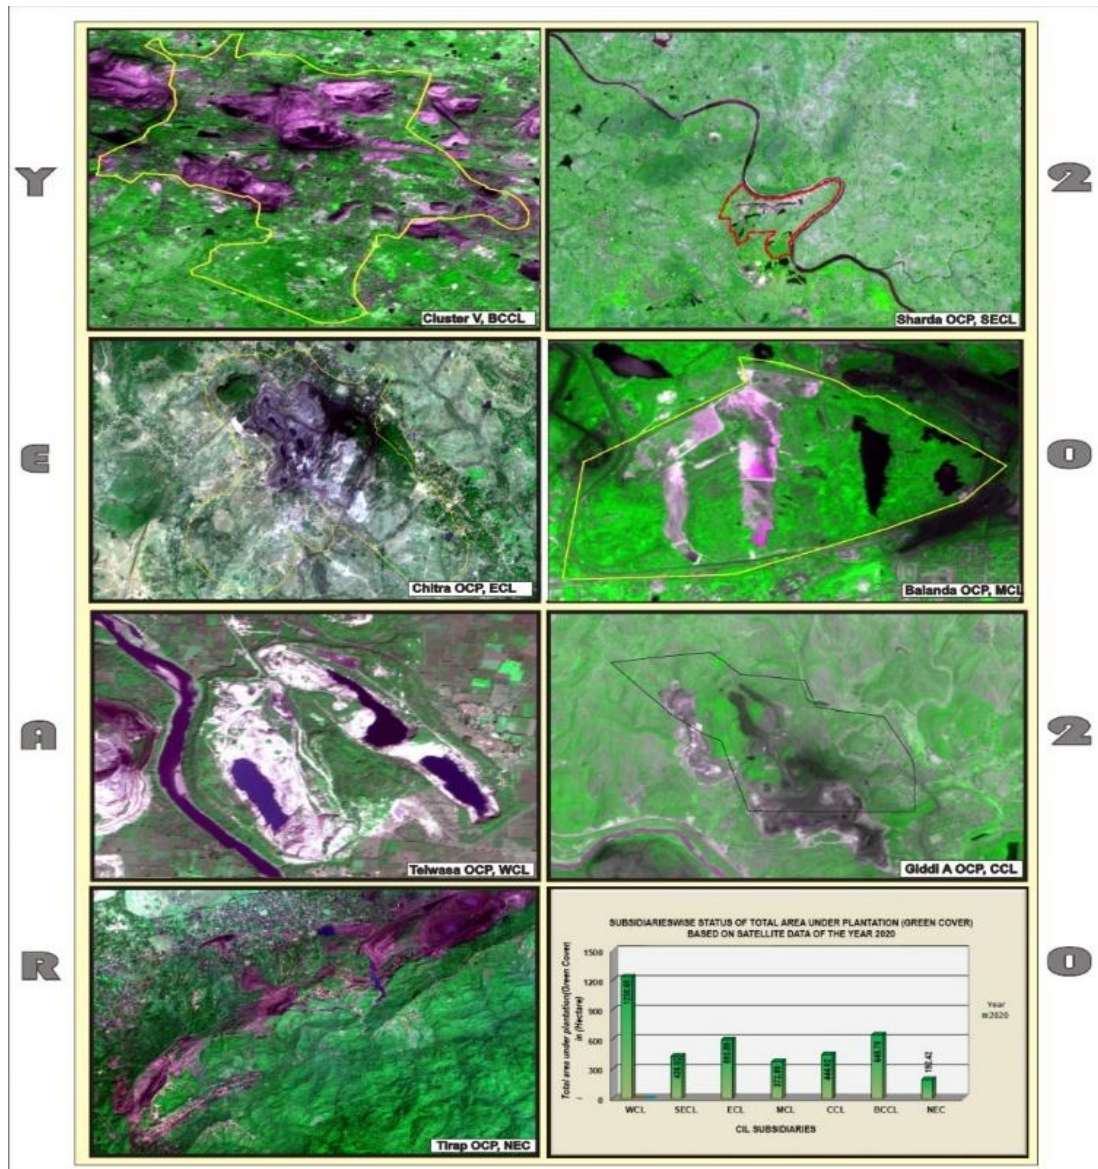 Y
E
A
R
2
0
2
0
Cluster V, BCCL
Sharda OCP, SECL
Chitra OCP, ECL
Balanda OCP, MCL
Telwasa OCP, WCL
Giddi A OCP, CCL
Tirap OCP, NEC
SUBSIDIARIESWISE STATUS OF TOTAL AREA UNDER PLANTATION (GREEN COVER)
BASED ON SATELLITE DATA OF THE YEAR 2020
Total area under plantation(Green Cover)
in (Hectare)
1500
1200
900
600
300
0
192.42
WCL SECL ECL MCL CCL BCCL NEC
CIL SUBSIDIARIES
Year
2020